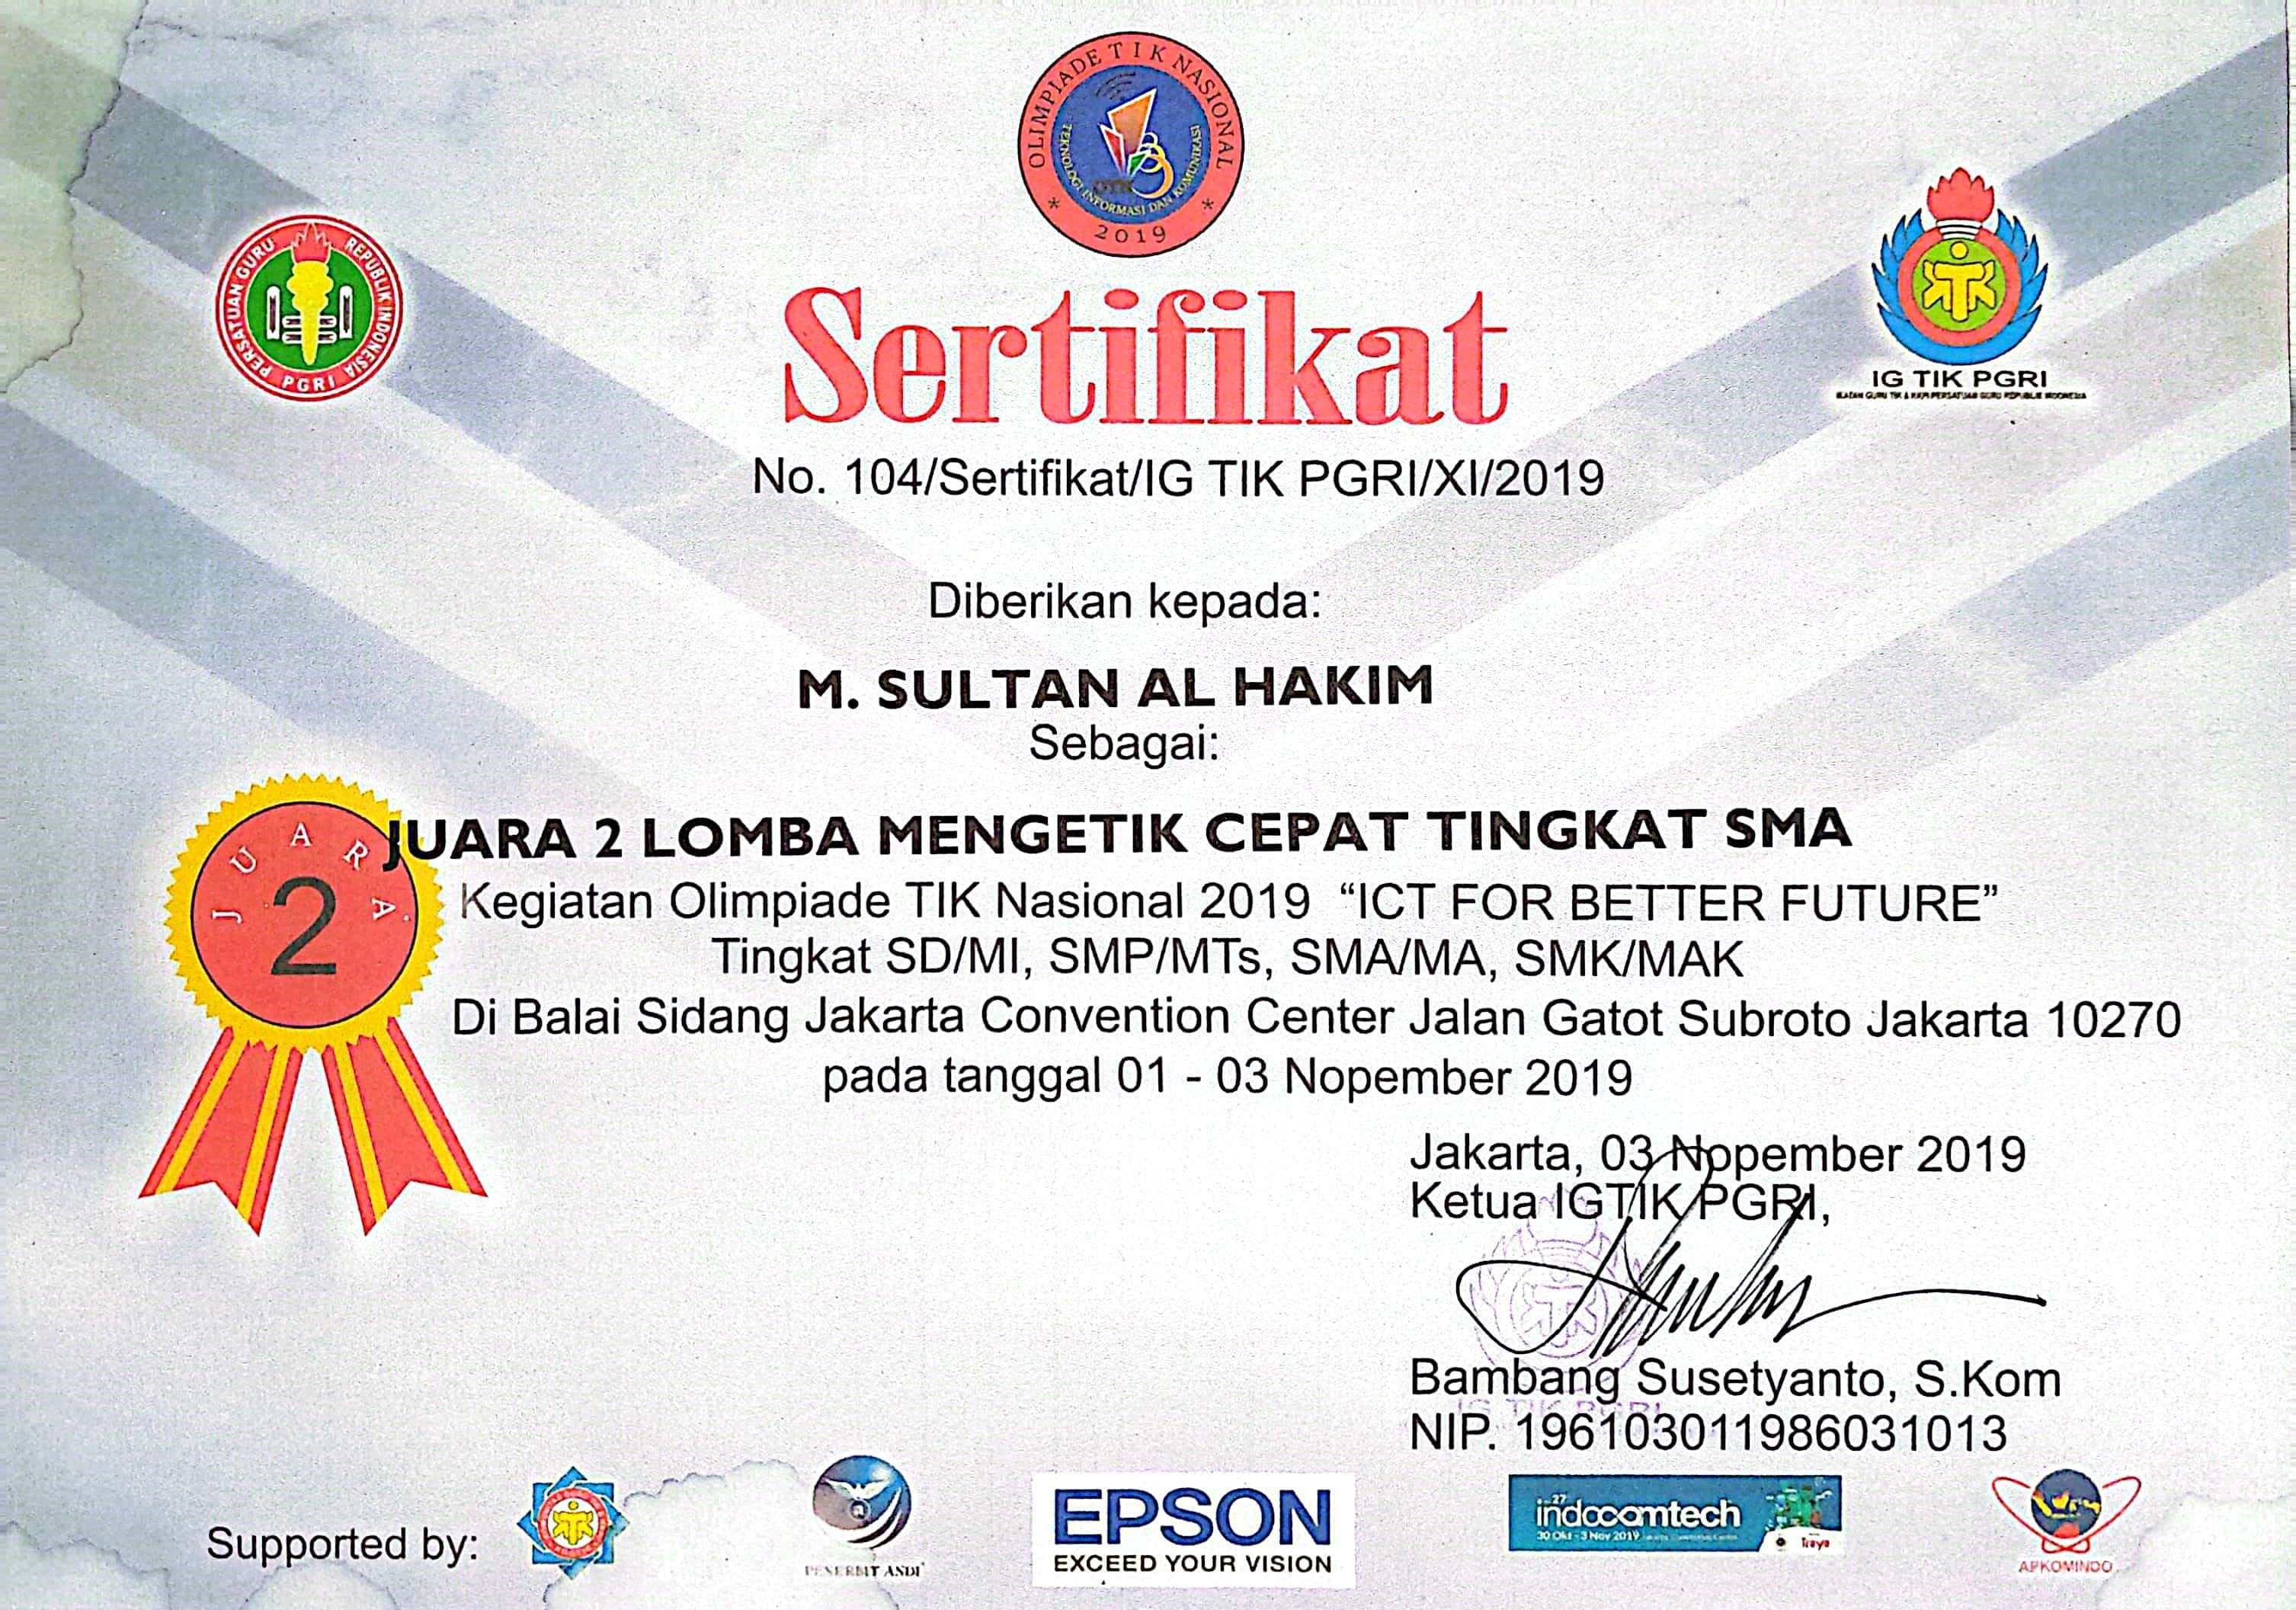 OLIMPIADE TIK NASIONAL
TEKNOLOGI INFORMASI DAN KOMUNIKASI
* 2019 *
PERSATUAN GURU REPUBLIK INDONESIA
PGRI
IG TIK PGRI
Sertifikat
No. 104/Sertifikat/IG TIK PGRI/XI/2019
Diberikan kepada:
M. SULTAN AL HAKIM
Sebagai:
JUARA
2
JUARA 2 LOMBA MENGETIK CEPAT TINGKAT SMA
Kegiatan Olimpiade TIK Nasional 2019 “ICT FOR BETTER FUTURE”
Tingkat SD/MI, SMP/MTs, SMA/MA, SMK/MAK
Di Balai Sidang Jakarta Convention Center Jalan Gatot Subroto Jakarta 10270
pada tanggal 01 - 03 Nopember 2019
Jakarta, 03 Nopember 2019
Ketua IGTIK PGRI,
IG TIK PGRI
Bambang Susetyanto, S.Kom
NIP. 196103011986031013
Supported by:
PENERBIT ANDI
EPSON
EXCEED YOUR VISION
27
indocomtech
30 Okt - 3 Nov 2019
Traya
APKOMINDO